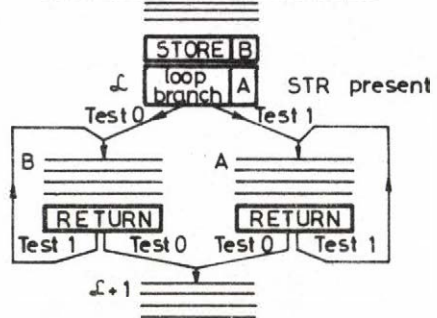 STORE B
ℒ loop branch A STR present
Test 0 Test 1
B A
RETURN RETURN
Test 1 Test 0 Test 0 Test 1
ℒ+1